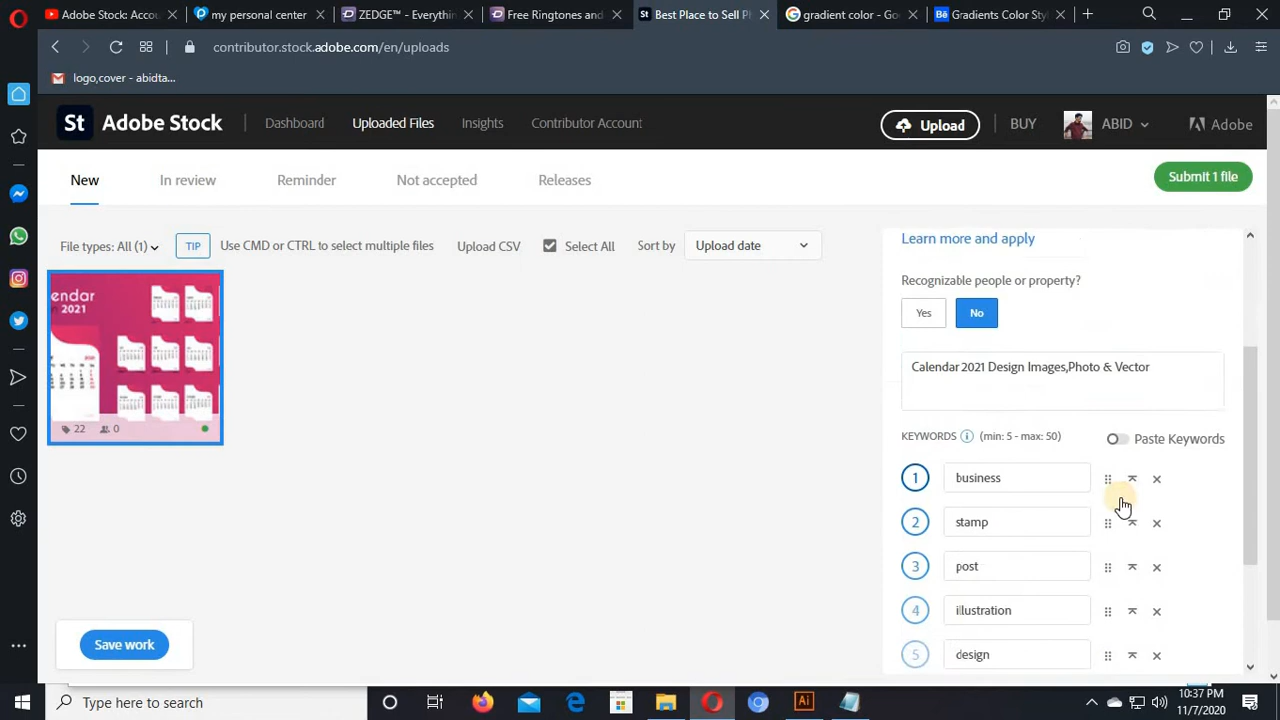 Adobe Stock Accou
my personal center
ZEDGE™ - Everythin
Free Ringtones and
St Best Place to Sell P
gradient color - Go
Bē Gradients Color Sty
contributor.stock.adobe.com/en/uploads
logo,cover - abidta...
St Adobe Stock
Dashboard
Uploaded Files
Insights
Contributor Account
Upload
BUY
ABID
Adobe
New
In review
Reminder
Not accepted
Releases
Submit 1 file
File types: All (1)
TIP
Use CMD or CTRL to select multiple files
Upload CSV
Select All
Sort by
Upload date
endar
2021
22
0
Learn more and apply
Recognizable people or property?
Yes
No
Calendar 2021 Design Images,Photo & Vector
KEYWORDS (min: 5 - max: 50)
Paste Keywords
1 business
2 stamp
3 post
4 illustration
5 design
Save work
Type here to search
Ai
10:37 PM
11/7/2020